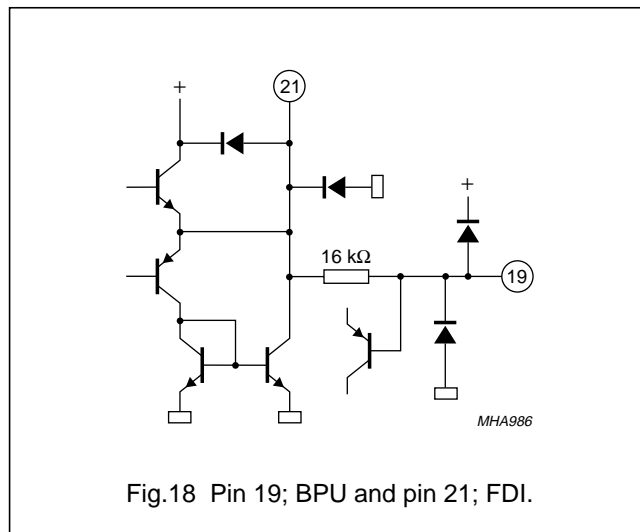 +
21
+
16 kΩ
19
MHA986
Fig.18 Pin 19; BPU and pin 21; FDI.